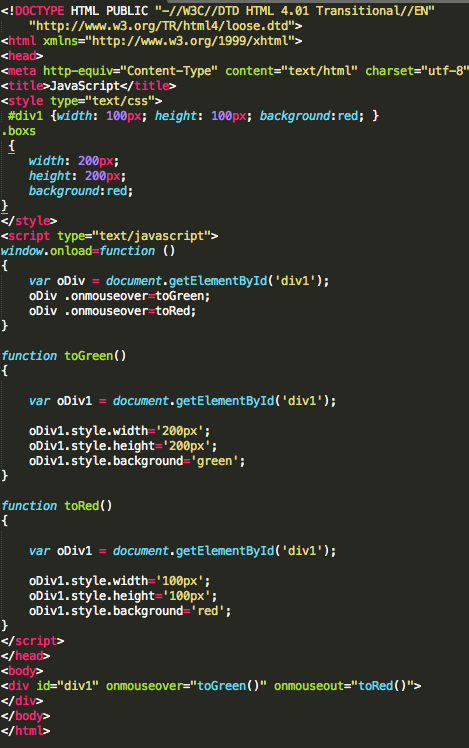 <!DOCTYPE HTML PUBLIC "-//W3C//DTD HTML 4.01 Transitional//EN"
    "http://www.w3.org/TR/html4/loose.dtd">
<html xmlns="http://www.w3.org/1999/xhtml">
<head>
<meta http-equiv="Content-Type" content="text/html" charset="utf-8"
<title>JavaScript</title>
<style type="text/css">
 #div1 {width: 100px; height: 100px; background:red; }
.boxs
 {
    width: 200px;
    height: 200px;
    background:red;
}
</style>
<script type="text/javascript">
window.onload=function ()
{
    var oDiv = document.getElementById('div1');
    oDiv .onmouseover=toGreen;
    oDiv .onmouseover=toRed;
}

function toGreen()
{

    var oDiv1 = document.getElementById('div1');

    oDiv1.style.width='200px';
    oDiv1.style.height='200px';
    oDiv1.style.background='green';
}

function toRed()
{

    var oDiv1 = document.getElementById('div1');

    oDiv1.style.width='100px';
    oDiv1.style.height='100px';
    oDiv1.style.background='red';
}
</script>
</head>
<body>
<div id="div1" onmouseover="toGreen()" onmouseout="toRed()">
</div>
</body>
</html>